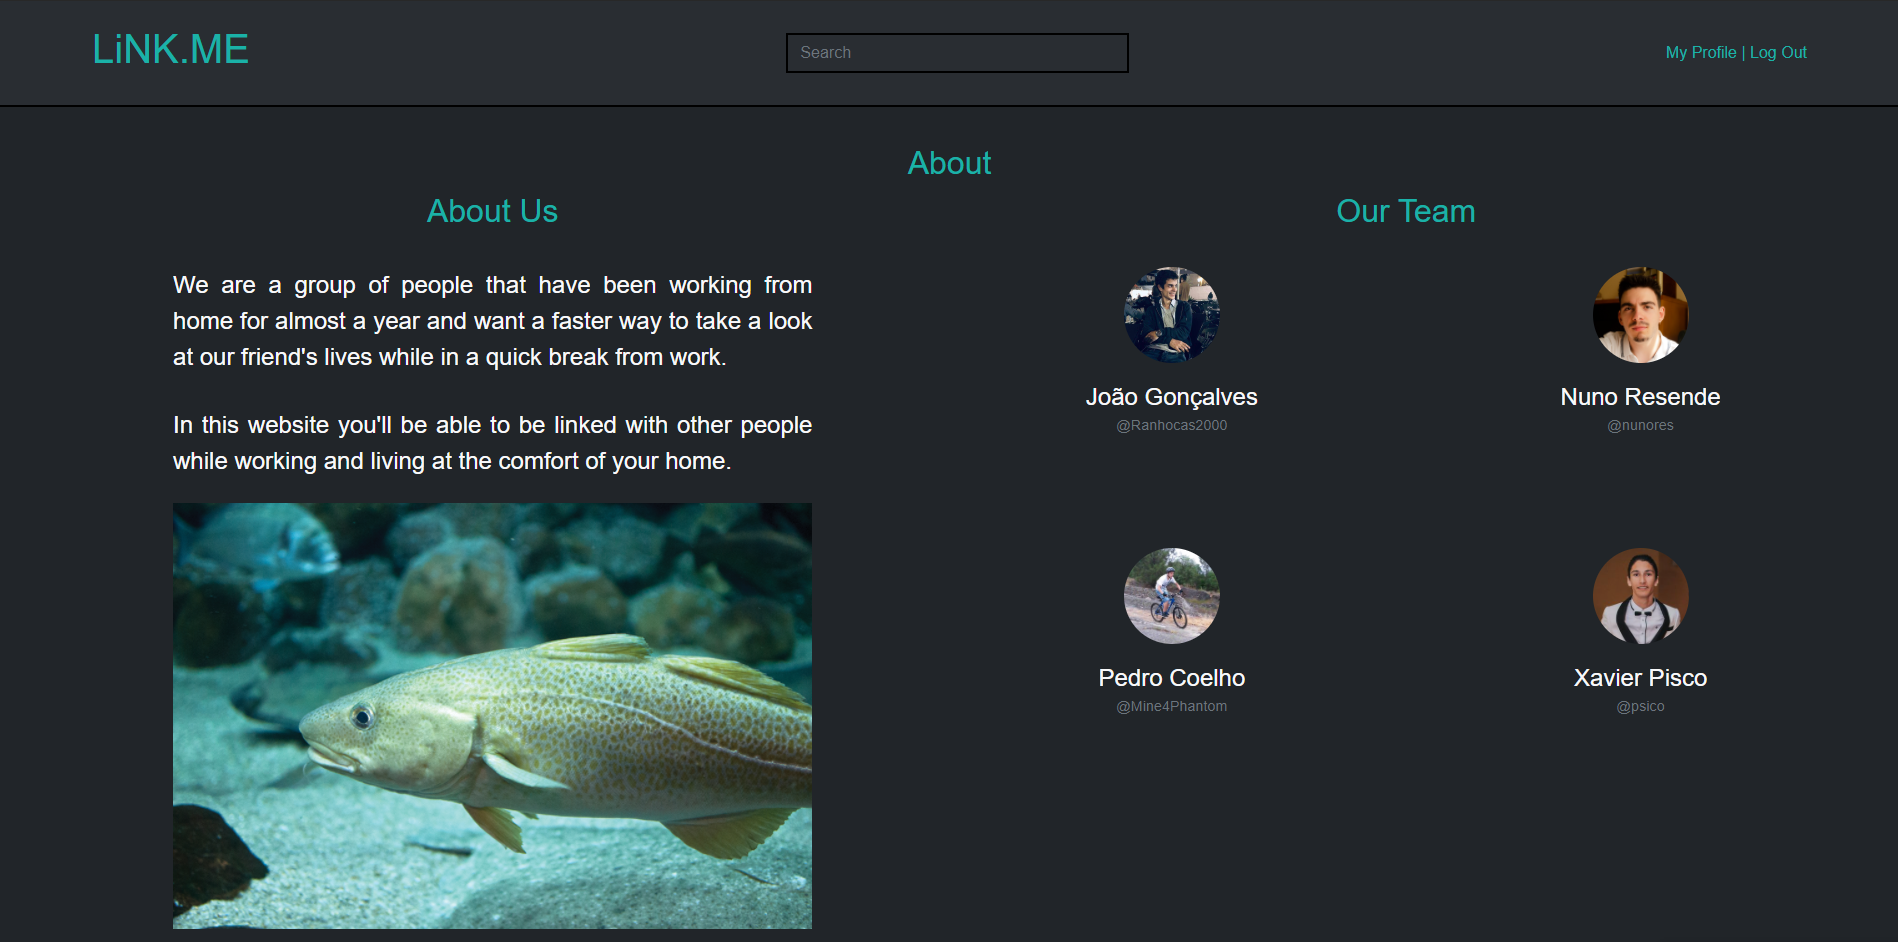 LiNK.ME
Search
My Profile | Log Out
About
About Us
We are a group of people that have been working from
home for almost a year and want a faster way to take a look
at our friend's lives while in a quick break from work.
In this website you'll be able to be linked with other people
while working and living at the comfort of your home.
Our Team
João Gonçalves
@Ranhocas2000
Nuno Resende
@nunores
Pedro Coelho
@Mine4Phantom
Xavier Pisco
@psico